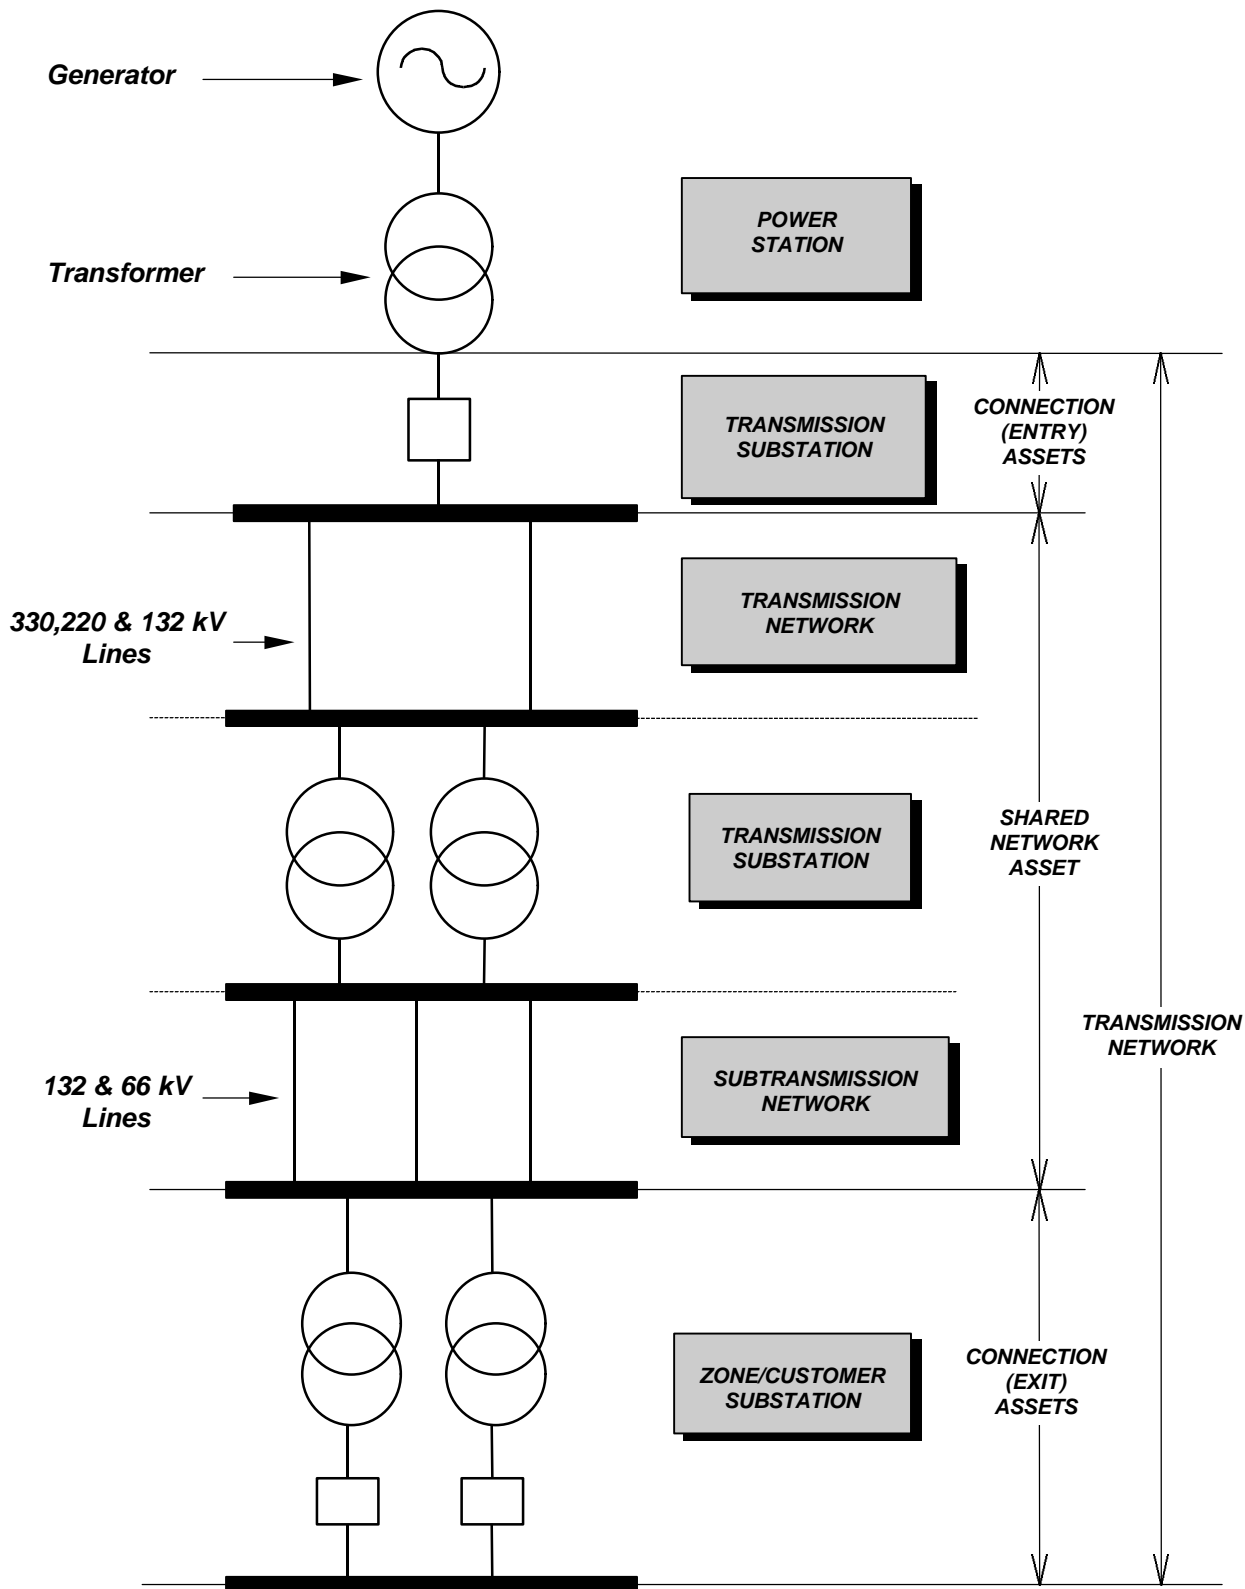 Generator
POWER
STATION
Transformer
TRANSMISSION
SUBSTATION
CONNECTION
(ENTRY)
ASSETS
330,220 & 132 kV
Lines
TRANSMISSION
NETWORK
TRANSMISSION
SUBSTATION
SHARED
NETWORK
ASSET
TRANSMISSION
NETWORK
132 & 66 kV
Lines
SUBTRANSMISSION
NETWORK
ZONE/CUSTOMER
SUBSTATION
CONNECTION
(EXIT)
ASSETS